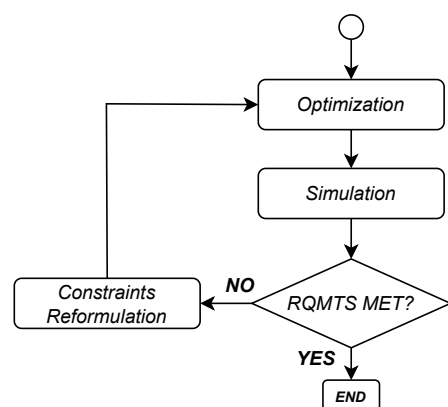 Optimization
Simulation
NO
Constraints
Reformulation
RQMTS MET?
YES
END